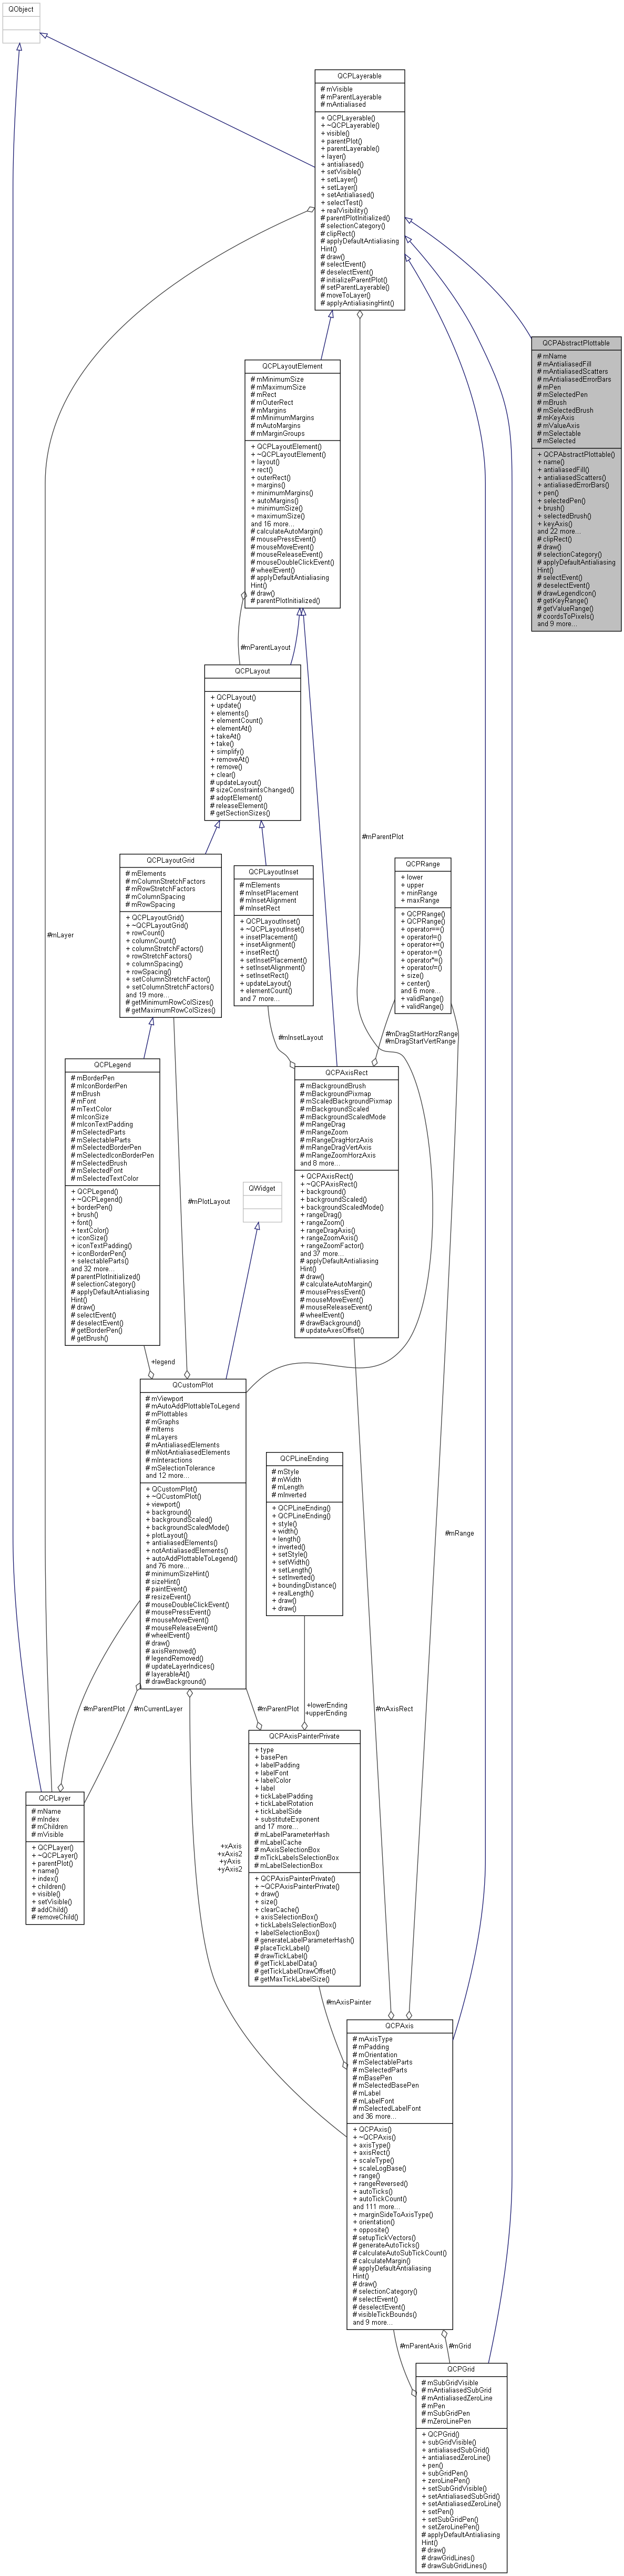 QObject
QCPLayerable
# mVisible
# mParentLayerable
# mAntialiased
+ QCPLayerable()
+ ~QCPLayerable()
+ visible()
+ parentPlot()
+ parentLayerable()
+ layer()
+ antialiased()
+ setVisible()
+ setLayer()
+ setLayer()
+ setAntialiased()
+ selectTest()
+ realVisibility()
# parentPlotInitialized()
# selectionCategory()
# clipRect()
# applyDefaultAntialiasing
Hint()
# draw()
# selectEvent()
# deselectEvent()
# initializeParentPlot()
# setParentLayerable()
# moveToLayer()
# applyAntialiasingHint()
QCPAbstractPlottable
# mName
# mAntialiasedFill
# mAntialiasedScatters
# mAntialiasedErrorBars
# mPen
# mSelectedPen
# mBrush
# mSelectedBrush
# mKeyAxis
# mValueAxis
# mSelectable
# mSelected
+ QCPAbstractPlottable()
+ name()
+ antialiasedFill()
+ antialiasedScatters()
+ antialiasedErrorBars()
+ pen()
+ selectedPen()
+ brush()
+ selectedBrush()
+ keyAxis()
and 22 more...
# clipRect()
# draw()
# selectionCategory()
# applyDefaultAntialiasing
Hint()
# selectEvent()
# deselectEvent()
# drawLegendIcon()
# getKeyRange()
# getValueRange()
# coordsToPixels()
and 9 more...
QCPLayoutElement
# mMinimumSize
# mMaximumSize
# mRect
# mOuterRect
# mMargins
# mMinimumMargins
# mAutoMargins
# mMarginGroups
+ QCPLayoutElement()
+ ~QCPLayoutElement()
+ layout()
+ rect()
+ outerRect()
+ margins()
+ minimumMargins()
+ autoMargins()
+ minimumSize()
+ maximumSize()
and 16 more...
# calculateAutoMargin()
# mousePressEvent()
# mouseMoveEvent()
# mouseReleaseEvent()
# mouseDoubleClickEvent()
# wheelEvent()
# applyDefaultAntialiasing
Hint()
# draw()
# parentPlotInitialized()
#mParentLayout
QCPLayout
+ QCPLayout()
+ update()
+ elements()
+ elementCount()
+ elementAt()
+ takeAt()
+ take()
+ simplify()
+ removeAt()
+ remove()
+ clear()
# updateLayout()
# sizeConstraintsChanged()
# adoptElement()
# releaseElement()
# getSectionSizes()
#mParentPlot
#mLayer
QCPLayoutGrid
# mElements
# mColumnStretchFactors
# mRowStretchFactors
# mColumnSpacing
# mRowSpacing
+ QCPLayoutGrid()
+ ~QCPLayoutGrid()
+ rowCount()
+ columnCount()
+ columnStretchFactors()
+ rowStretchFactors()
+ columnSpacing()
+ rowSpacing()
+ setColumnStretchFactor()
+ setColumnStretchFactors()
and 19 more...
# getMinimumRowColSizes()
# getMaximumRowColSizes()
QCPLayoutInset
# mElements
# mInsetPlacement
# mInsetAlignment
# mInsetRect
+ QCPLayoutInset()
+ ~QCPLayoutInset()
+ insetPlacement()
+ insetAlignment()
+ insetRect()
+ setInsetPlacement()
+ setInsetAlignment()
+ setInsetRect()
+ updateLayout()
+ elementCount()
and 7 more...
QCPRange
+ lower
+ upper
+ minRange
+ maxRange
+ QCPRange()
+ QCPRange()
+ operator==()
+ operator!=()
+ operator+=()
+ operator-=()
+ operator*=()
+ operator/=()
+ size()
+ center()
and 6 more...
+ validRange()
+ validRange()
#mInsetLayout
#mDragStartHorzRange
#mDragStartVertRange
QCPLegend
# mBorderPen
# mIconBorderPen
# mBrush
# mFont
# mTextColor
# mIconSize
# mIconTextPadding
# mSelectedParts
# mSelectableParts
# mSelectedBorderPen
# mSelectedIconBorderPen
# mSelectedBrush
# mSelectedFont
# mSelectedTextColor
+ QCPLegend()
+ ~QCPLegend()
+ borderPen()
+ brush()
+ font()
+ textColor()
+ iconSize()
+ iconTextPadding()
+ iconBorderPen()
+ selectableParts()
and 32 more...
# parentPlotInitialized()
# selectionCategory()
# applyDefaultAntialiasing
Hint()
# draw()
# selectEvent()
# deselectEvent()
# getBorderPen()
# getBrush()
QCPAxisRect
# mBackgroundBrush
# mBackgroundPixmap
# mScaledBackgroundPixmap
# mBackgroundScaled
# mBackgroundScaledMode
# mRangeDrag
# mRangeZoom
# mRangeDragHorzAxis
# mRangeDragVertAxis
# mRangeZoomHorzAxis
and 8 more...
+ QCPAxisRect()
+ ~QCPAxisRect()
+ background()
+ backgroundScaled()
+ backgroundScaledMode()
+ rangeDrag()
+ rangeZoom()
+ rangeDragAxis()
+ rangeZoomAxis()
+ rangeZoomFactor()
and 37 more...
# applyDefaultAntialiasing
Hint()
# draw()
# calculateAutoMargin()
# mousePressEvent()
# mouseMoveEvent()
# mouseReleaseEvent()
# wheelEvent()
# drawBackground()
# updateAxesOffset()
QWidget
#mPlotLayout
+legend
QCustomPlot
# mViewport
# mAutoAddPlottableToLegend
# mPlottables
# mGraphs
# mItems
# mLayers
# mAntialiasedElements
# mNotAntialiasedElements
# mInteractions
# mSelectionTolerance
and 12 more...
+ QCustomPlot()
+ ~QCustomPlot()
+ viewport()
+ background()
+ backgroundScaled()
+ backgroundScaledMode()
+ plotLayout()
+ antialiasedElements()
+ notAntialiasedElements()
+ autoAddPlottableToLegend()
and 76 more...
# minimumSizeHint()
# sizeHint()
# paintEvent()
# resizeEvent()
# mouseDoubleClickEvent()
# mousePressEvent()
# mouseMoveEvent()
# mouseReleaseEvent()
# wheelEvent()
# draw()
# axisRemoved()
# legendRemoved()
# updateLayerIndices()
# layerableAt()
# drawBackground()
QCPLineEnding
# mStyle
# mWidth
# mLength
# mInverted
+ QCPLineEnding()
+ QCPLineEnding()
+ style()
+ width()
+ length()
+ inverted()
+ setStyle()
+ setWidth()
+ setLength()
+ setInverted()
+ boundingDistance()
+ realLength()
+ draw()
+ draw()
#mRange
#mAxisRect
#mParentPlot
#mCurrentLayer
#mParentPlot
+lowerEnding
+upperEnding
QCPLayer
# mName
# mIndex
# mChildren
# mVisible
+ QCPLayer()
+ ~QCPLayer()
+ parentPlot()
+ name()
+ index()
+ children()
+ visible()
+ setVisible()
# addChild()
# removeChild()
+xAxis
+xAxis2
+yAxis
+yAxis2
QCPAxisPainterPrivate
+ type
+ basePen
+ labelPadding
+ labelFont
+ labelColor
+ label
+ tickLabelPadding
+ tickLabelRotation
+ tickLabelSide
+ substituteExponent
and 17 more...
# mLabelParameterHash
# mLabelCache
# mAxisSelectionBox
# mTickLabelsSelectionBox
# mLabelSelectionBox
+ QCPAxisPainterPrivate()
+ ~QCPAxisPainterPrivate()
+ draw()
+ size()
+ clearCache()
+ axisSelectionBox()
+ tickLabelsSelectionBox()
+ labelSelectionBox()
# generateLabelParameterHash()
# placeTickLabel()
# drawTickLabel()
# getTickLabelData()
# getTickLabelDrawOffset()
# getMaxTickLabelSize()
#mAxisPainter
QCPAxis
# mAxisType
# mPadding
# mOrientation
# mSelectableParts
# mSelectedParts
# mBasePen
# mSelectedBasePen
# mLabel
# mLabelFont
# mSelectedLabelFont
and 36 more...
+ QCPAxis()
+ ~QCPAxis()
+ axisType()
+ axisRect()
+ scaleType()
+ scaleLogBase()
+ range()
+ rangeReversed()
+ autoTicks()
+ autoTickCount()
and 111 more...
+ marginSideToAxisType()
+ orientation()
+ opposite()
# setupTickVectors()
# generateAutoTicks()
# calculateAutoSubTickCount()
# calculateMargin()
# applyDefaultAntialiasing
Hint()
# draw()
# selectionCategory()
# selectEvent()
# deselectEvent()
# visibleTickBounds()
and 9 more...
#mParentAxis
#mGrid
QCPGrid
# mSubGridVisible
# mAntialiasedSubGrid
# mAntialiasedZeroLine
# mPen
# mSubGridPen
# mZeroLinePen
+ QCPGrid()
+ subGridVisible()
+ antialiasedSubGrid()
+ antialiasedZeroLine()
+ pen()
+ subGridPen()
+ zeroLinePen()
+ setSubGridVisible()
+ setAntialiasedSubGrid()
+ setAntialiasedZeroLine()
+ setPen()
+ setSubGridPen()
+ setZeroLinePen()
# applyDefaultAntialiasing
Hint()
# draw()
# drawGridLines()
# drawSubGridLines()